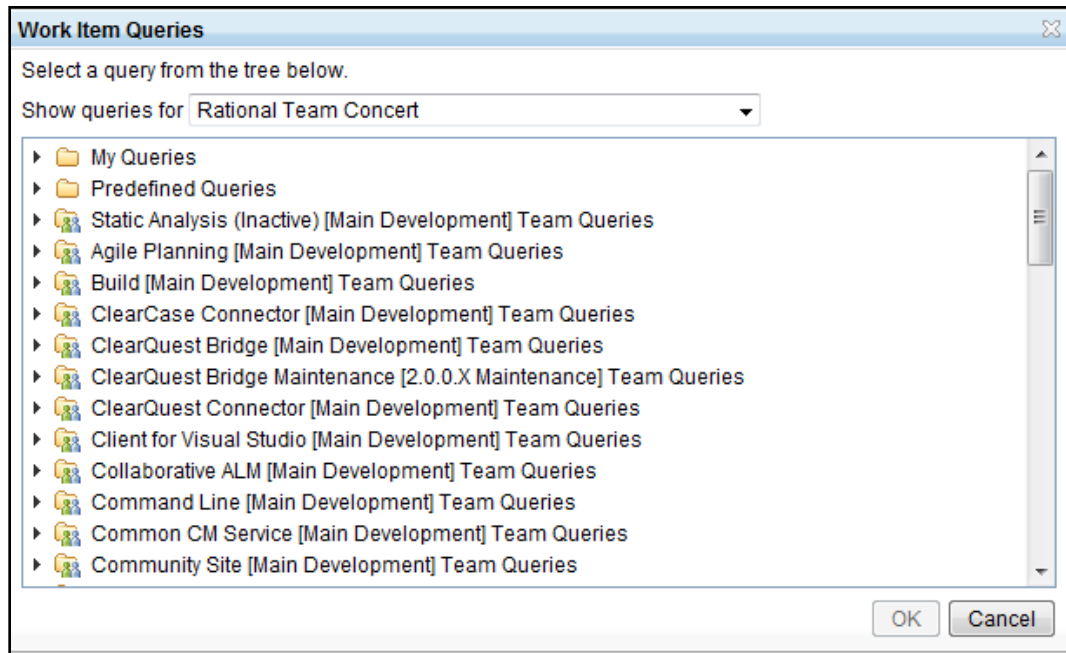 Work Item Queries
Select a query from the tree below.
Show queries for Rational Team Concert
My Queries
Predefined Queries
Static Analysis (Inactive) [Main Development] Team Queries
Agile Planning [Main Development] Team Queries
Build [Main Development] Team Queries
ClearCase Connector [Main Development] Team Queries
ClearQuest Bridge [Main Development] Team Queries
ClearQuest Bridge Maintenance [2.0.0.X Maintenance] Team Queries
ClearQuest Connector [Main Development] Team Queries
Client for Visual Studio [Main Development] Team Queries
Collaborative ALM [Main Development] Team Queries
Command Line [Main Development] Team Queries
Common CM Service [Main Development] Team Queries
Community Site [Main Development] Team Queries
OK Cancel